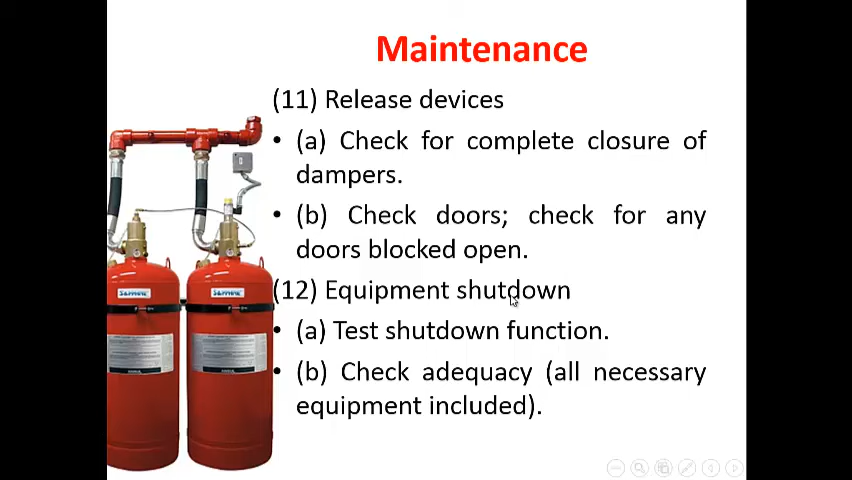 Maintenance
(11) Release devices
• (a) Check for complete closure of
dampers.
• (b) Check doors; check for any
doors blocked open.
(12) Equipment shutdown
• (a) Test shutdown function.
• (b) Check adequacy (all necessary
equipment included).